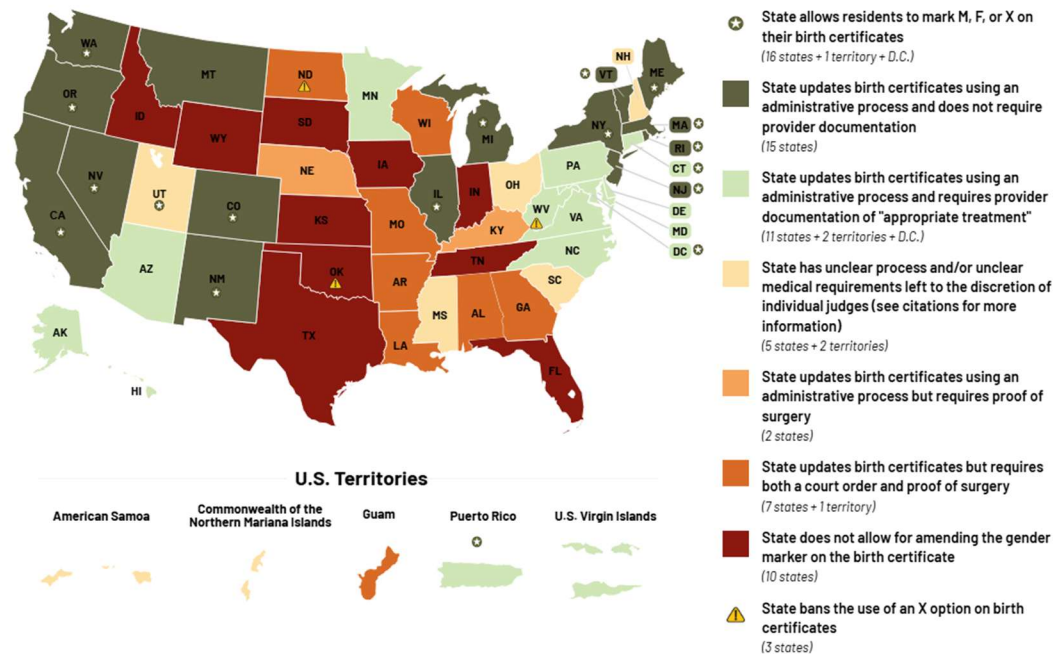 WA
OR
CA
NV
ID
MT
WY
UT
CO
AZ
NM
ND
SD
NE
KS
OK
TX
MN
IA
MO
AR
LA
WI
IL
MI
IN
OH
KY
TN
MS
AL
GA
FL
SC
NC
VA
WV
PA
NY
VT
NH
ME
MA
RI
CT
NJ
DE
MD
DC
AK
HI
U.S. Territories
American Samoa
Commonwealth of the
Northern Mariana Islands
Guam
Puerto Rico
U.S. Virgin Islands
State allows residents to mark M, F, or X on
their birth certificates
(16 states + 1 territory + D.C.)
State updates birth certificates using an
administrative process and does not require
provider documentation
(15 states)
State updates birth certificates using an
administrative process and requires provider
documentation of "appropriate treatment"
(11 states + 2 territories + D.C.)
State has unclear process and/or unclear
medical requirements left to the discretion of
individual judges (see citations for more
information)
(5 states + 2 territories)
State updates birth certificates using an
administrative process but requires proof of
surgery
(2 states)
State updates birth certificates but requires
both a court order and proof of surgery
(7 states + 1 territory)
State does not allow for amending the gender
marker on the birth certificate
(10 states)
State bans the use of an X option on birth
certificates
(3 states)